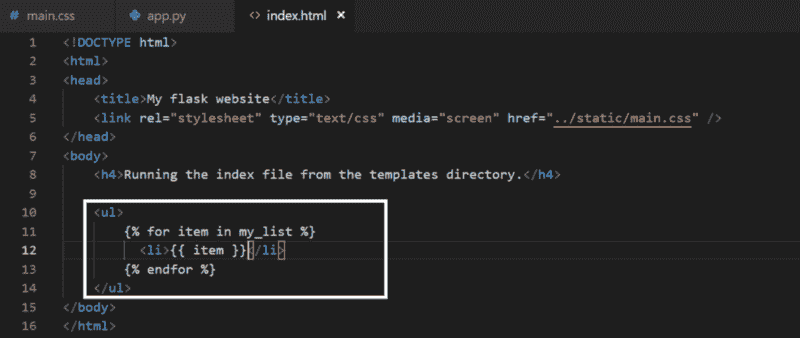 # main.css app.py <> index.html ×
1 <!DOCTYPE html>
2 <html>
3 <head>
4 <title>My flask website</title>
5 <link rel="stylesheet" type="text/css" media="screen" href="../static/main.css" />
6 </head>
7 <body>
8 <h4>Running the index file from the templates directory.</h4>
9
10 <ul>
11 {% for item in my_list %}
12 <li>{{ item }}</li>
13 {% endfor %}
14 </ul>
15 </body>
16 </html>